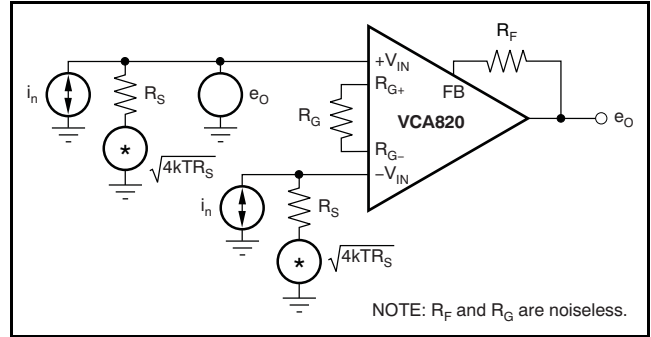 R_F
+V_IN
i_n
R_S
e_O
R_G+
FB
R_G
VCA820
e_O
* √4kTR_S
R_G−
−V_IN
i_n
R_S
* √4kTR_S
NOTE: R_F and R_G are noiseless.